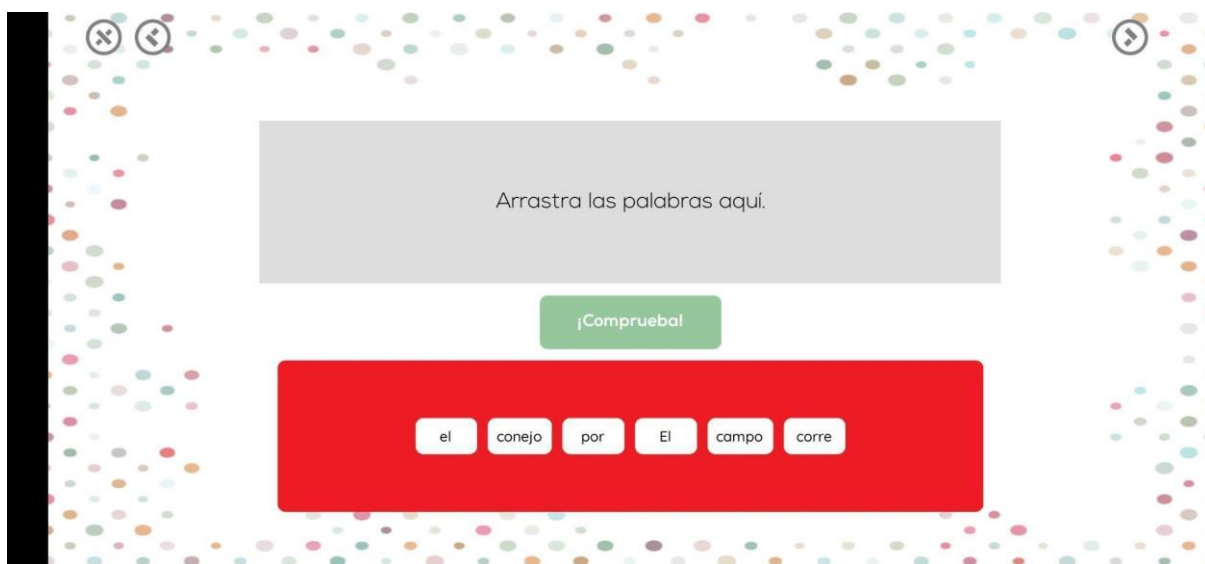 Arrastra las palabras aquí.
¡Comprueba!
el conejo por El campo corre